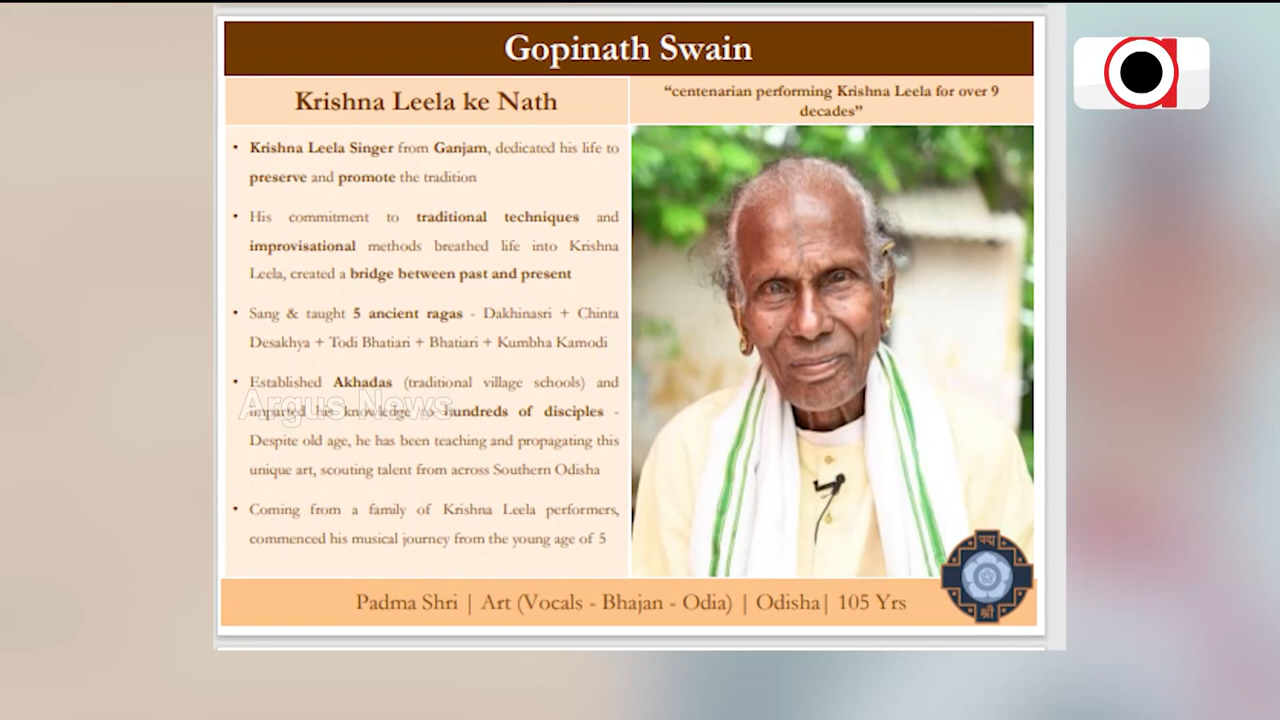 Gopinath Swain
Krishna Leela ke Nath
“centenarian performing Krishna Leela for over 9
decades”
• Krishna Leela Singer from Ganjam, dedicated his life to
preserve and promote the tradition
• His commitment to traditional techniques and
improvisational methods breathed life into Krishna
Leela, created a bridge between past and present
• Sang & taught 5 ancient ragas - Dakhinasri + Chinta
Desakhya + Todi Bhatiari + Bhatiari + Kumbha Kamodi
• Established Akhadas (traditional village schools) and
imparted his knowledge to hundreds of disciples -
Despite old age, he has been teaching and propagating this
unique art, scouting talent from across Southern Odisha
• Coming from a family of Krishna Leela performers,
commenced his musical journey from the young age of 5
Argus News
पद्म
श्री
Padma Shri | Art (Vocals - Bhajan - Odia) | Odisha| 105 Yrs